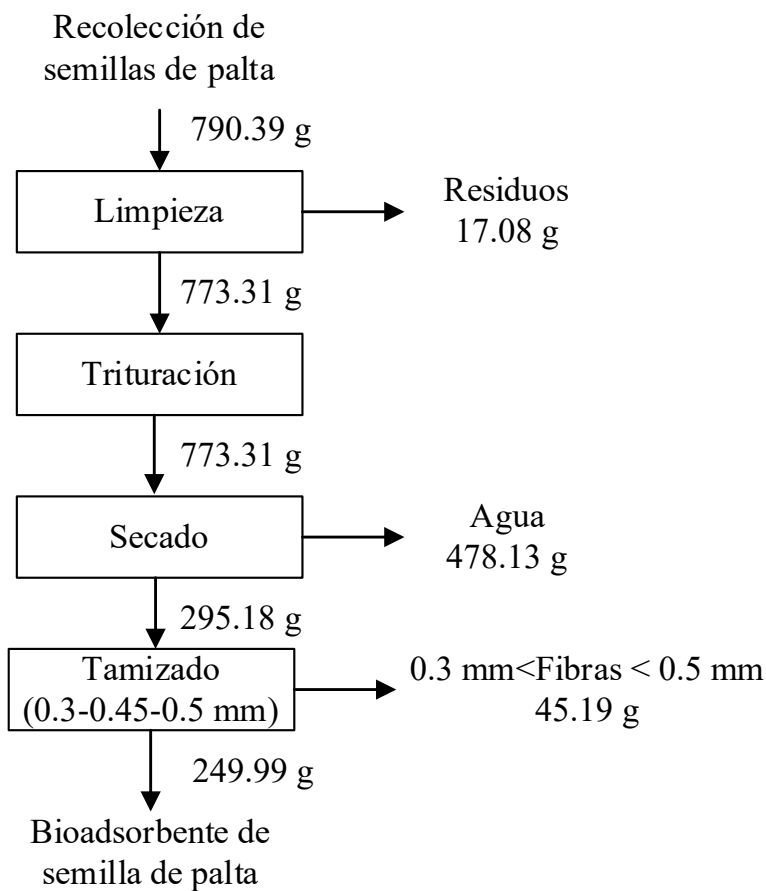 Recolección de
semillas de palta
790.39 g
Limpieza
Residuos
17.08 g
773.31 g
Trituración
773.31 g
Secado
Agua
478.13 g
295.18 g
Tamizado
(0.3-0.45-0.5 mm)
0.3 mm<Fibras < 0.5 mm
45.19 g
249.99 g
Bioadsorbente de
semilla de palta